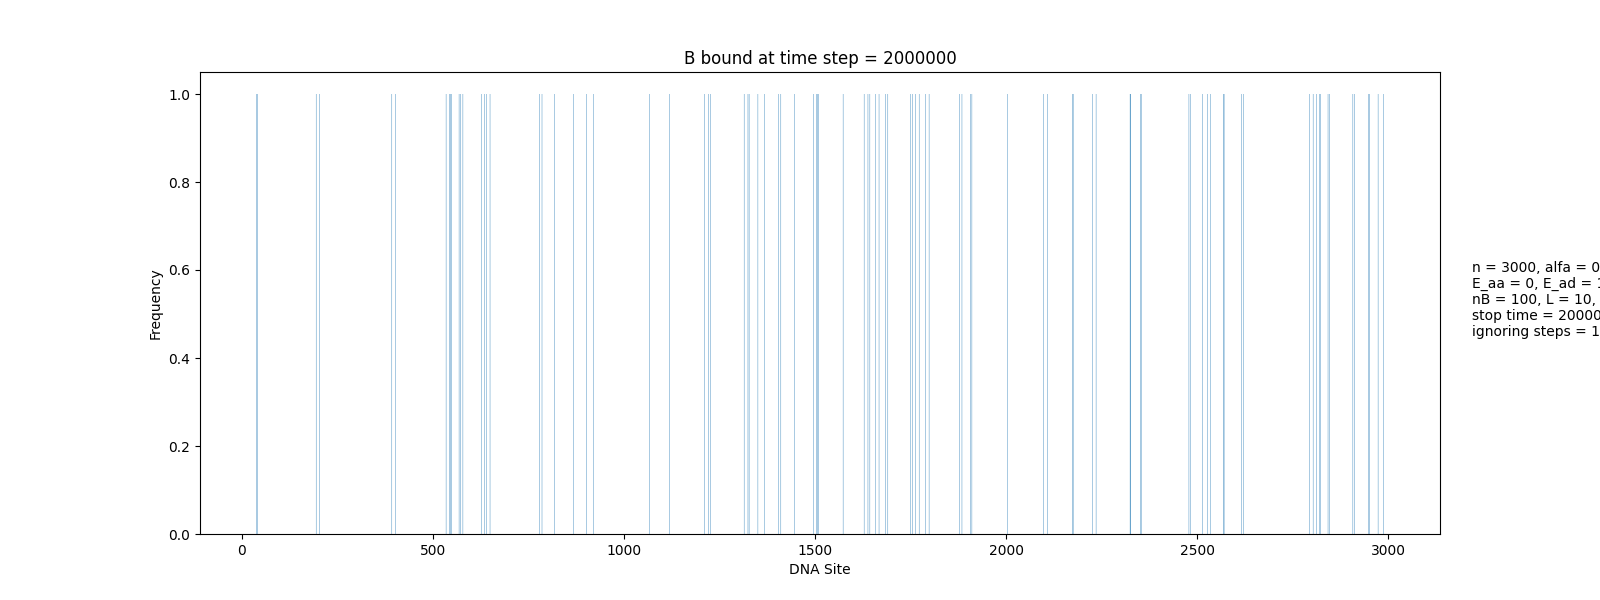 B bound at time step = 2000000
Frequency
1.0
0.8
0.6
0.4
0.2
0.0
0 500 1000 1500 2000 2500 3000
DNA Site
n = 3000, alfa = 0
E_aa = 0, E_ad = 1
nB = 100, L = 10,
stop time = 20000
ignoring steps = 1